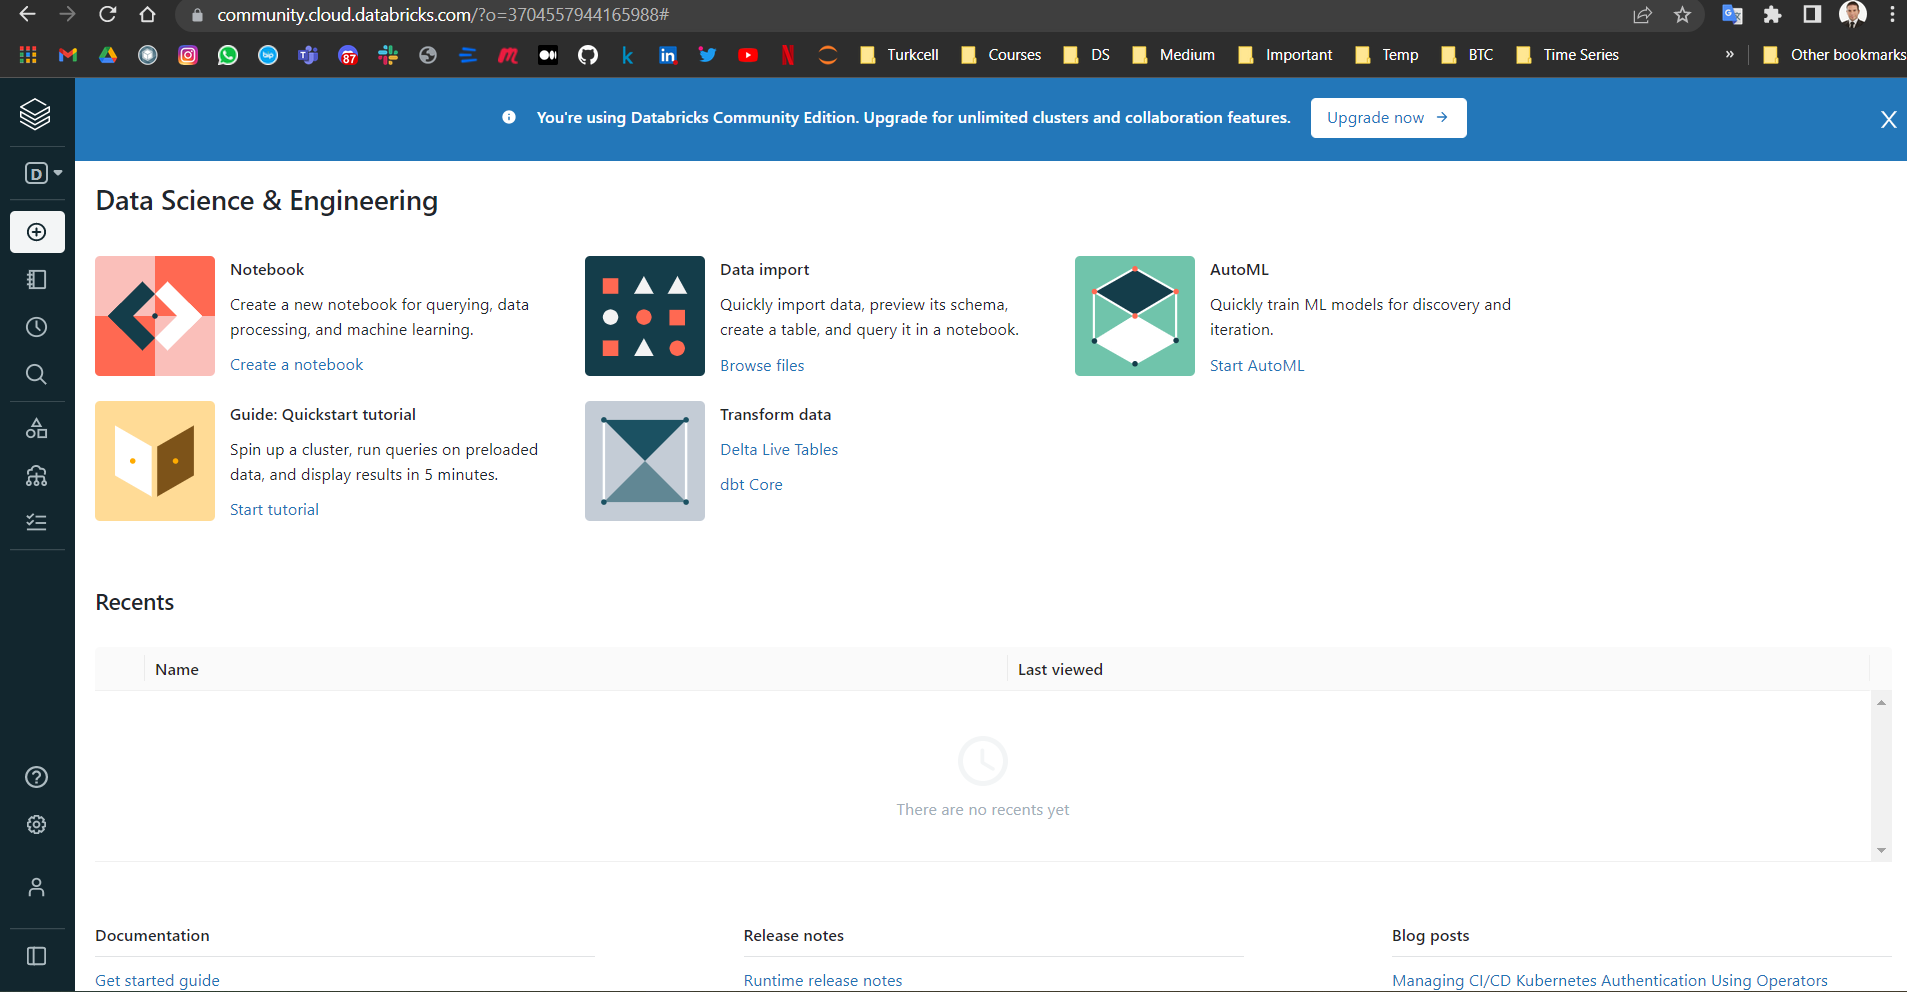 community.cloud.databricks.com/?o=3704557944165988#
87
Turkcell
Courses
DS
Medium
Important
Temp
BTC
Time Series
»
Other bookmarks
You're using Databricks Community Edition. Upgrade for unlimited clusters and collaboration features.
Upgrade now →
X
D
Data Science & Engineering
Notebook
Create a new notebook for querying, data
processing, and machine learning.
Create a notebook
Data import
Quickly import data, preview its schema,
create a table, and query it in a notebook.
Browse files
AutoML
Quickly train ML models for discovery and
iteration.
Start AutoML
Guide: Quickstart tutorial
Spin up a cluster, run queries on preloaded
data, and display results in 5 minutes.
Start tutorial
Transform data
Delta Live Tables
dbt Core
Recents
Name
Last viewed
There are no recents yet
Documentation
Get started guide
Release notes
Runtime release notes
Blog posts
Managing CI/CD Kubernetes Authentication Using Operators